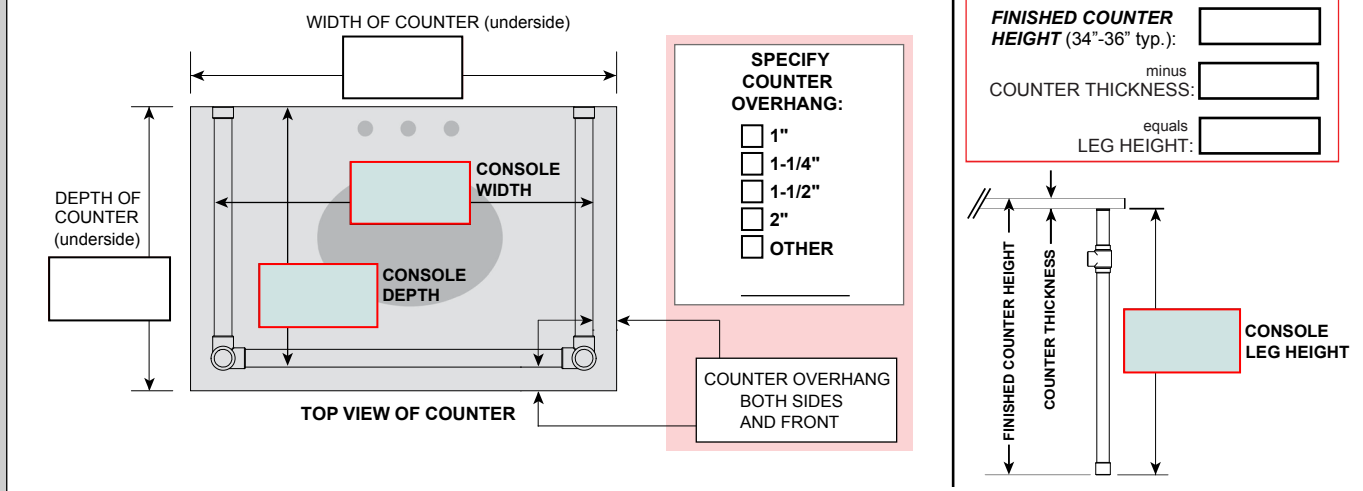 WIDTH OF COUNTER (underside)
DEPTH OF
COUNTER
(underside)
CONSOLE
WIDTH
CONSOLE
DEPTH
TOP VIEW OF COUNTER
SPECIFY
COUNTER
OVERHANG:
1"
1-1/4"
1-1/2"
2"
OTHER
COUNTER OVERHANG
BOTH SIDES
AND FRONT
FINISHED COUNTER
HEIGHT (34”-36” typ.):
minus
COUNTER THICKNESS:
equals
LEG HEIGHT:
FINISHED COUNTER HEIGHT
COUNTER THICKNESS
CONSOLE
LEG HEIGHT